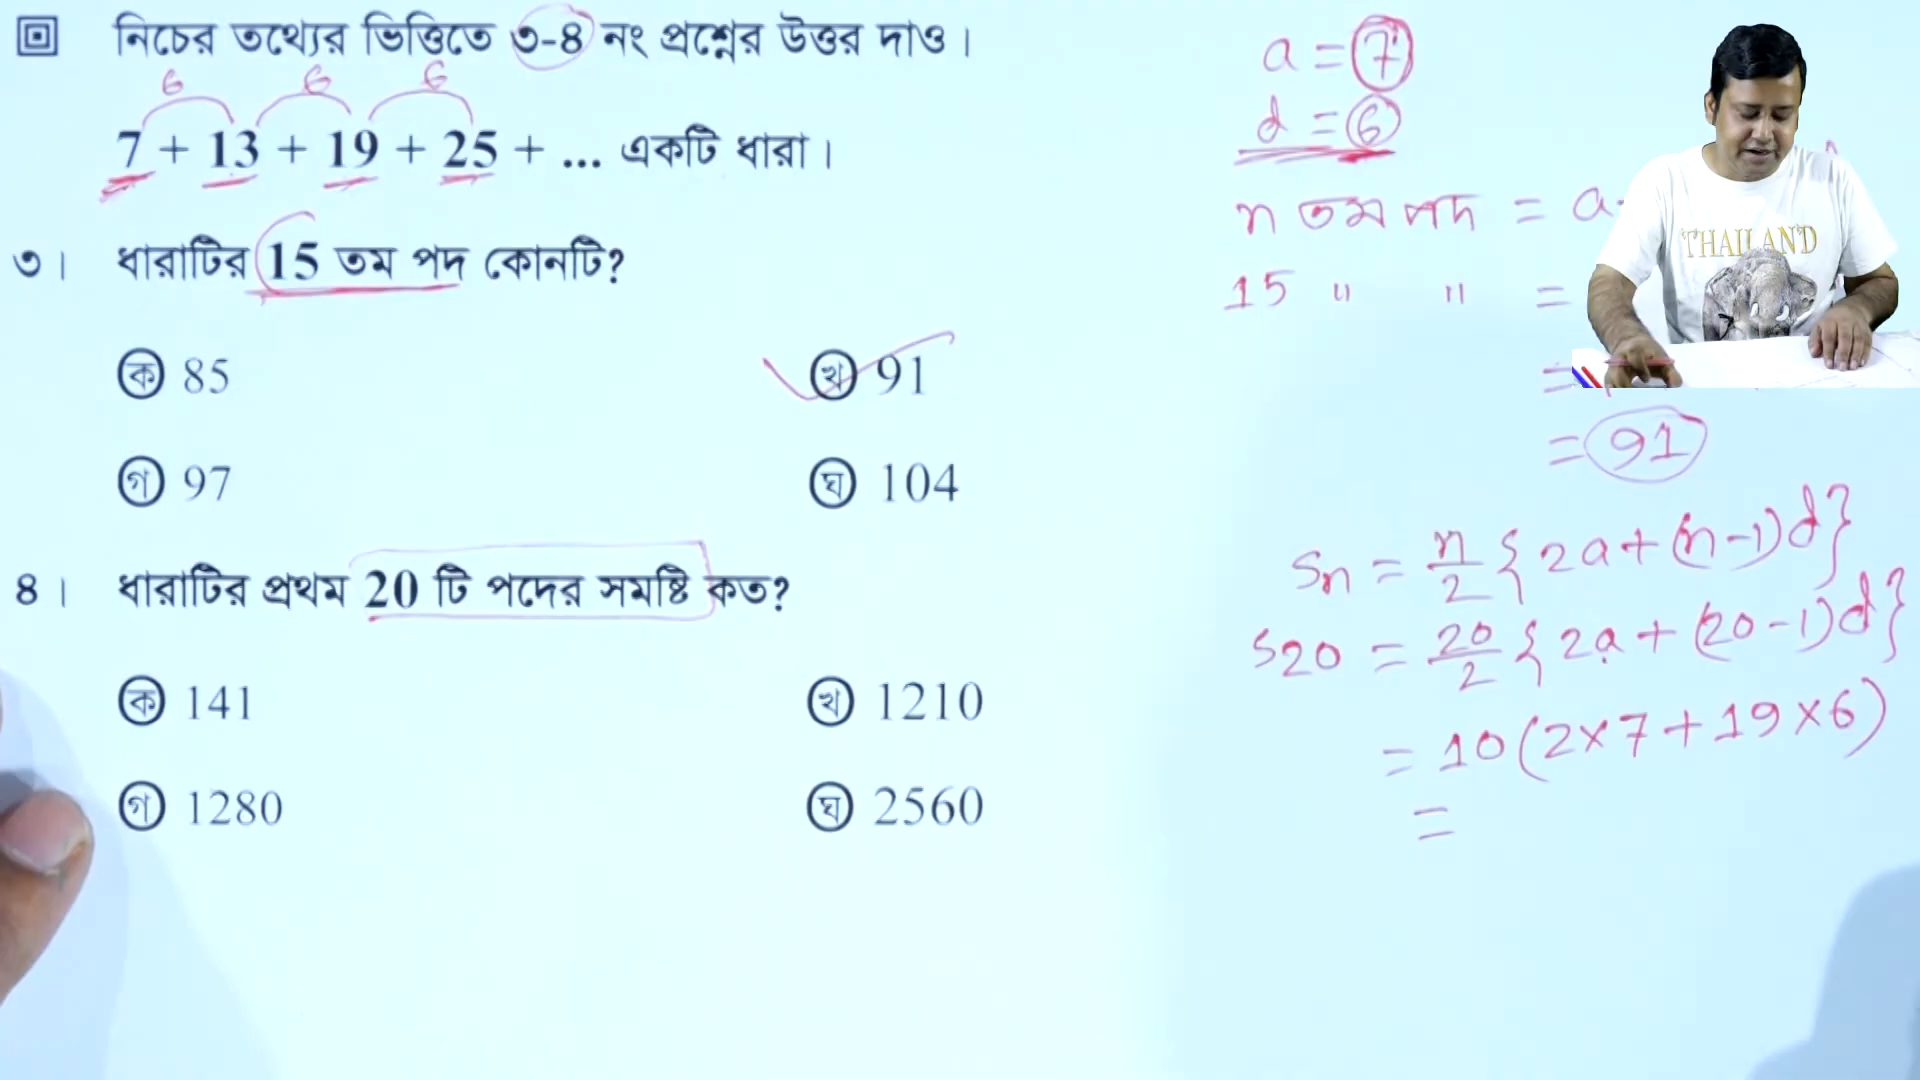 নিচের তথ্যের ভিত্তিতে ৩-৪ নং প্রশ্নের উত্তর দাও।
6 6 6
7 + 13 + 19 + 25 + ... একটি ধারা।
৩। ধারাটির 15 তম পদ কোনটি?
ক 85
খ 91
গ 97
ঘ 104
৪। ধারাটির প্রথম 20 টি পদের সমষ্টি কত?
ক 141
খ 1210
গ 1280
ঘ 2560
a = 7
d = 6
n তম পদ = a
15 " " =
=
= 91
Sn = n/2 {2a+(n-1)d}
S20 = 20/2 {2a+(20-1)d}
= 10(2×7+19×6)
=
THAILAND